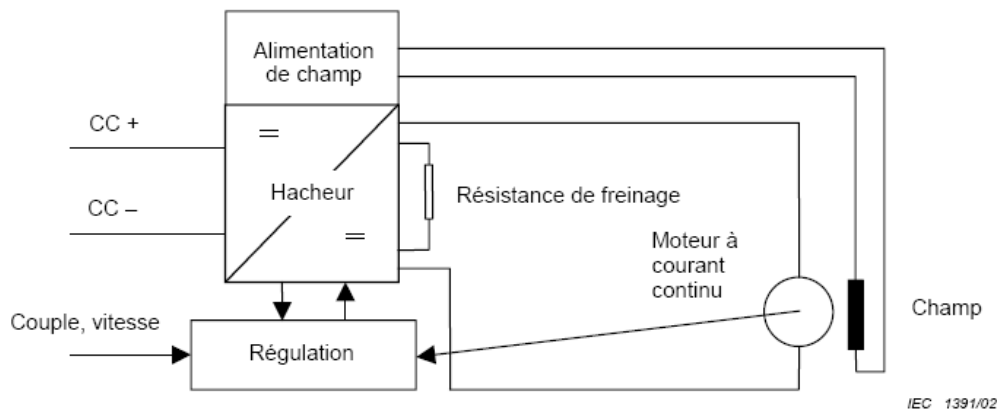 Alimentation
de champ
CC +
=
Hacheur
Résistance de freinage
CC –
=
Moteur à
courant
continu
Couple, vitesse
Régulation
Champ
IEC 1391/02